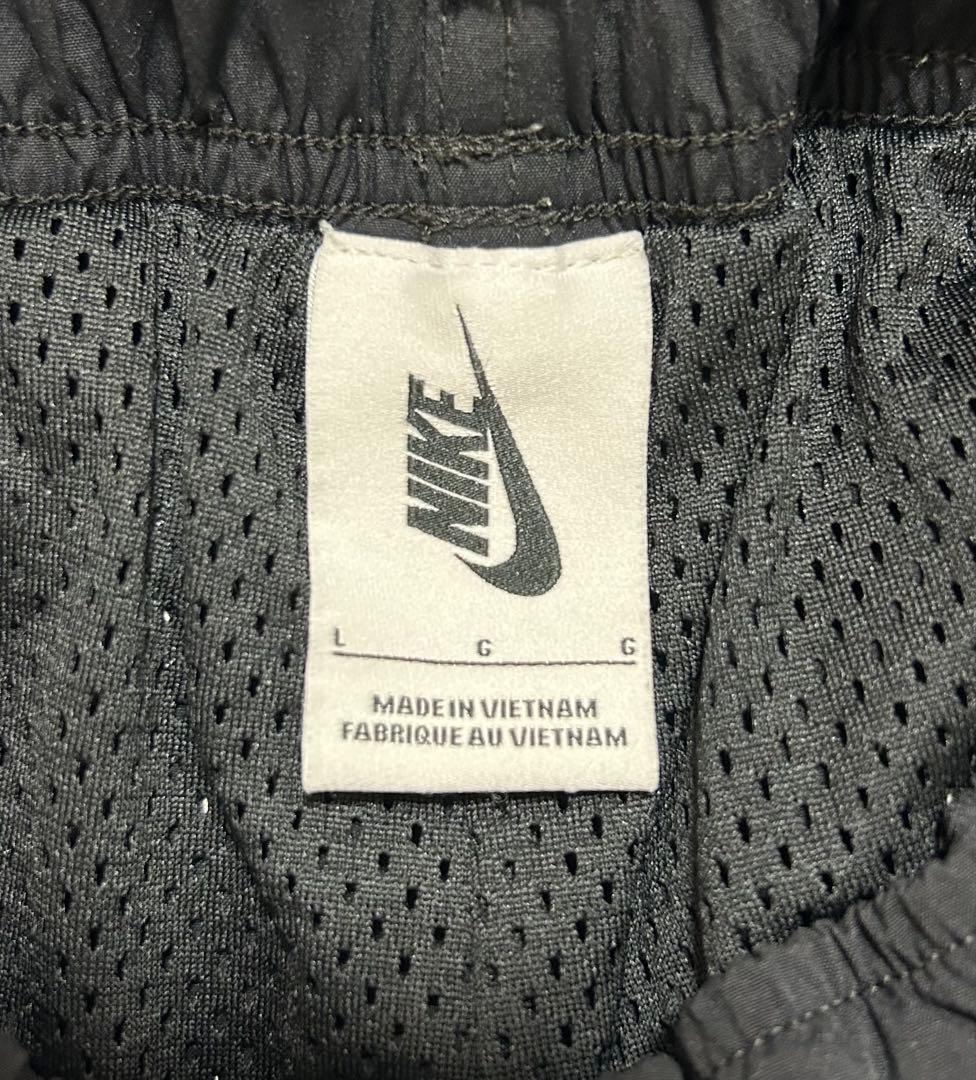 NIKE
L G G
MADE IN VIETNAM
FABRIQUE AU VIETNAM